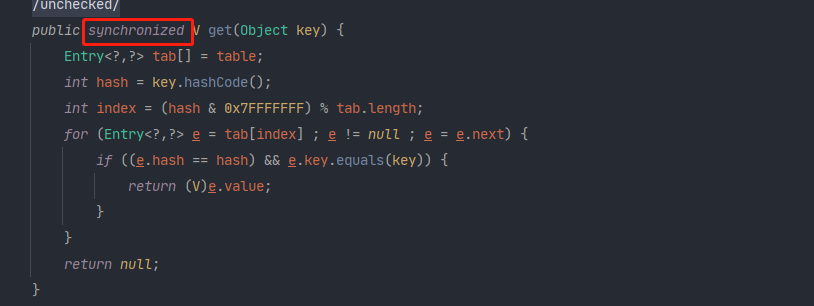 /unchecked/
public synchronized V get(Object key) {
Entry<?,?> tab[] = table;
int hash = key.hashCode();
int index = (hash & 0x7FFFFFFF) % tab.length;
for (Entry<?,?> e = tab[index] ; e != null ; e = e.next) {
if ((e.hash == hash) && e.key.equals(key)) {
return (V)e.value;
}
}
return null;
}